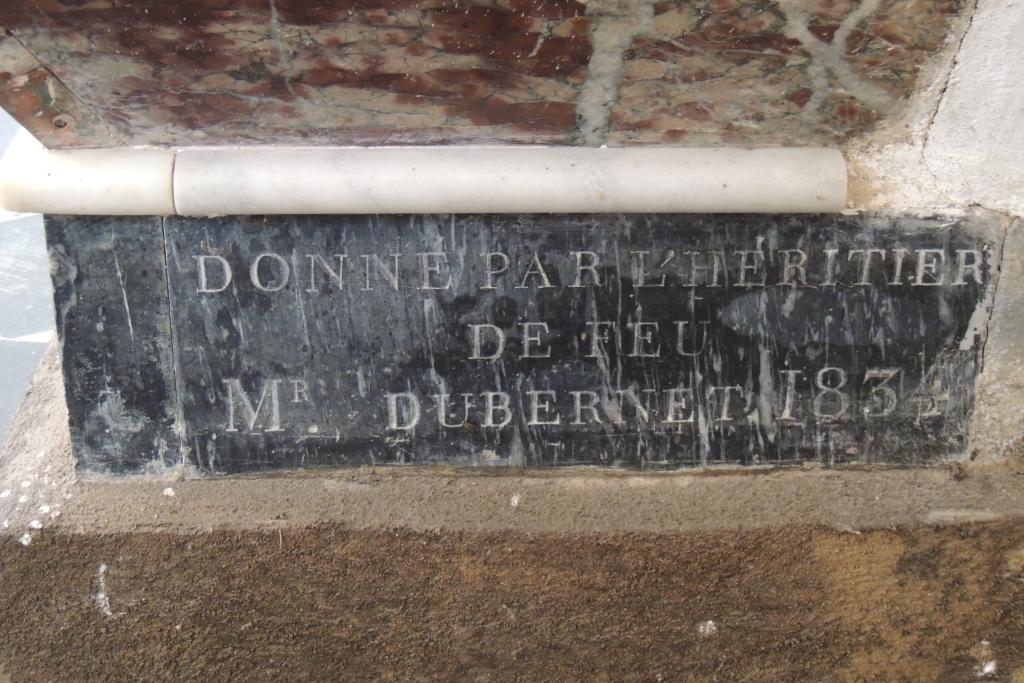 DONNÉ PAR L'HÉRITIER
DE FEU
MR. DUBERNET, 1834